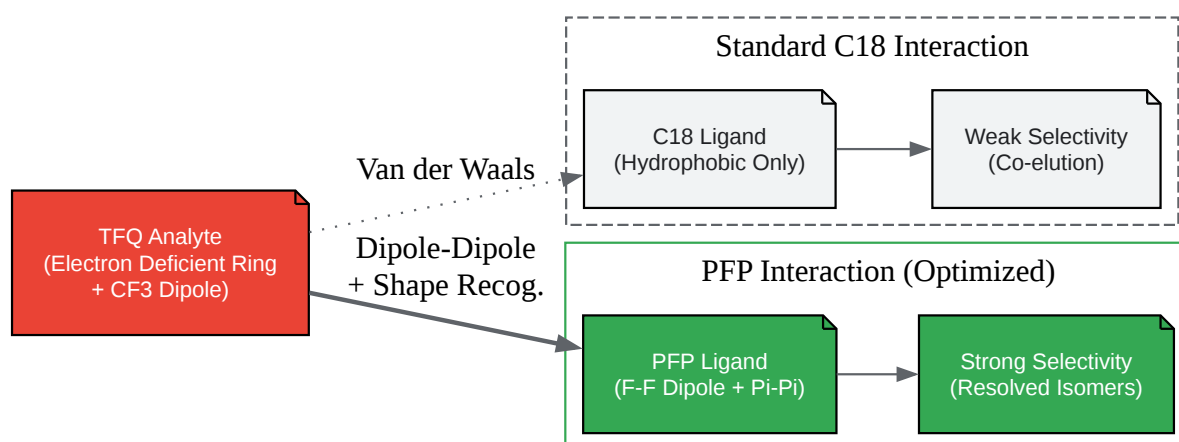 Standard C18 Interaction
C18 Ligand
(Hydrophobic Only)
Weak Selectivity
(Co-elution)
Van der Waals
TFQ Analyte
(Electron Deficient Ring
+ CF3 Dipole)
Dipole-Dipole
+ Shape Recog.
PFP Interaction (Optimized)
PFP Ligand
(F-F Dipole + Pi-Pi)
Strong Selectivity
(Resolved Isomers)